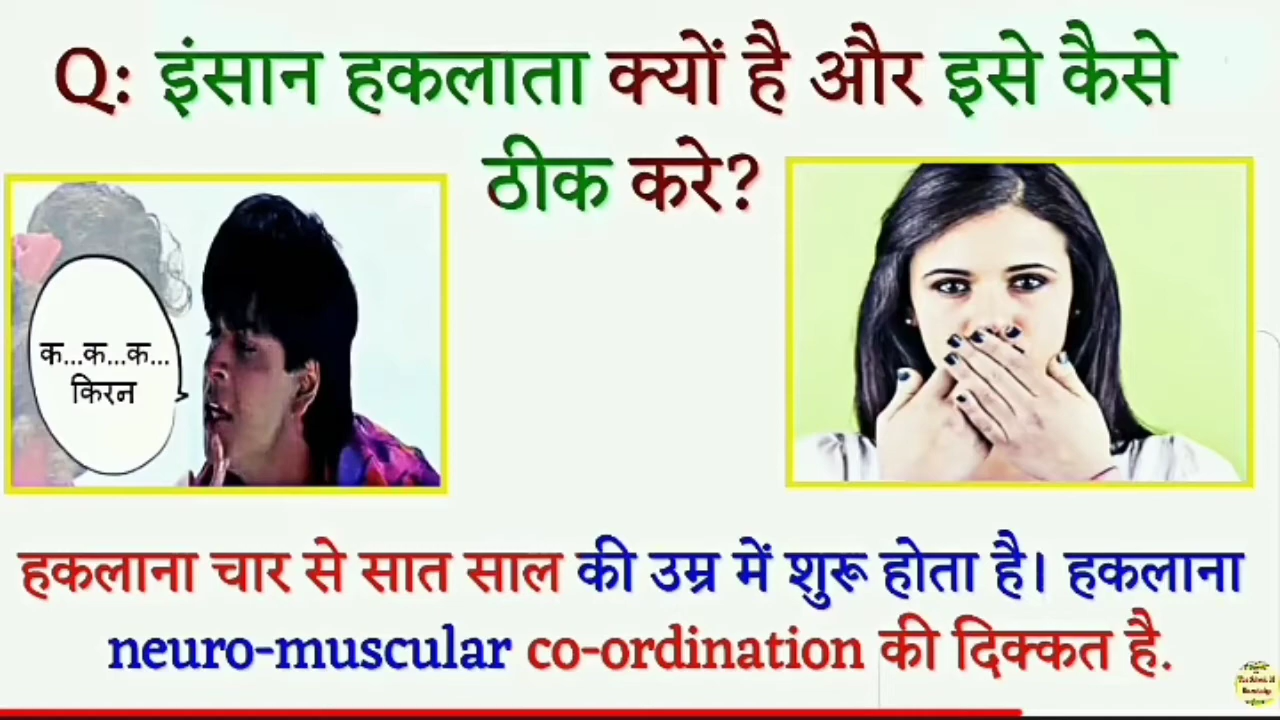 Q: इंसान हकलाता क्यों है और इसे कैसे
ठीक करे?
क...क...क...
किरन
हकलाना चार से सात साल की उम्र में शुरू होता है। हकलाना
neuro-muscular co-ordination की दिक्कत है.